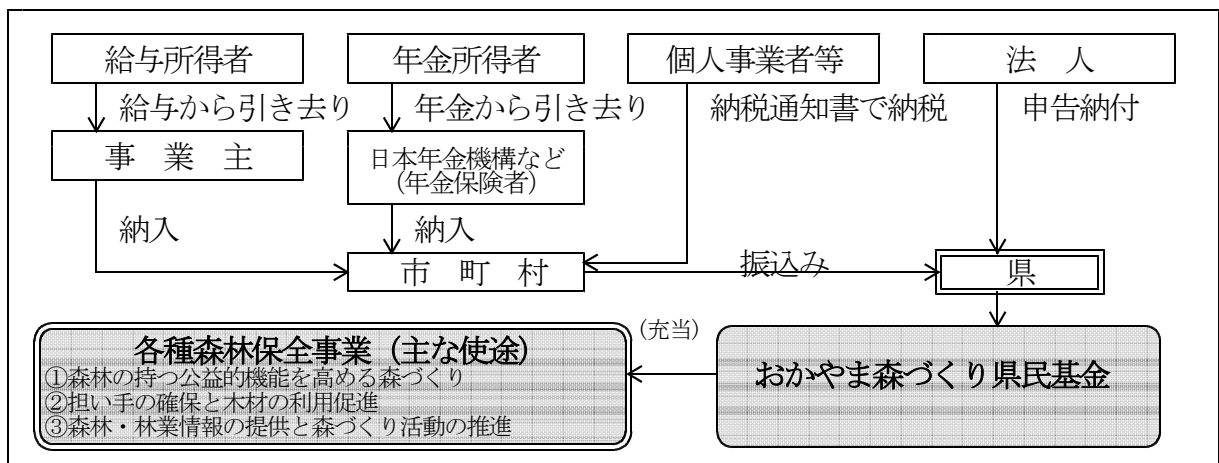 給与所得者 年金所得者 個人事業者等 法　人
給与から引き去り 年金から引き去り 納税通知書で納税 申告納付
事　業　主 日本年金機構など
(年金保険者)
納入 納入
市　町　村 振込み 県
(充当)
各種森林保全事業（主な使途）
①森林の持つ公益的機能を高める森づくり
②担い手の確保と木材の利用促進
③森林・林業情報の提供と森づくり活動の推進
おかやま森づくり県民基金